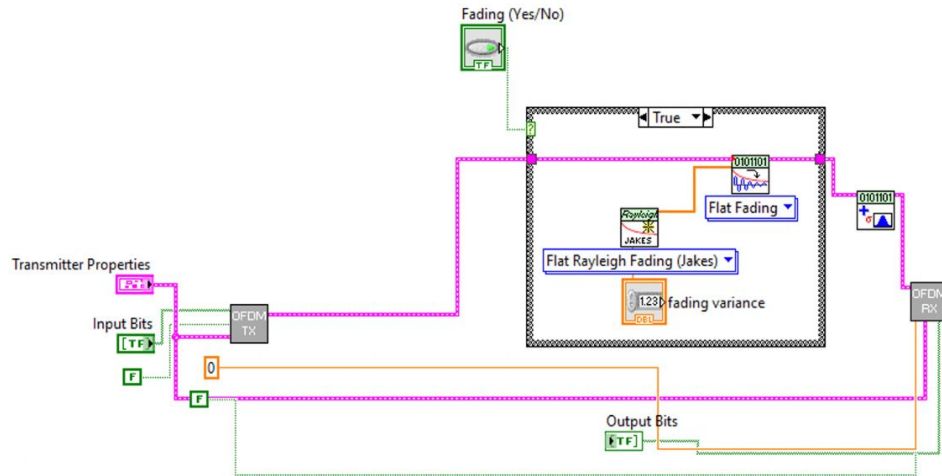 Fading (Yes/No)
TF
?
True
0101101
Flat Fading
Rayleigh
JAKES
Flat Rayleigh Fading (Jakes)
1.23
DBL
fading variance
0101101
+σ
Transmitter Properties
Input Bits
[TF]
F
OFDM
TX
0
F
OFDM
RX
Output Bits
[TF]